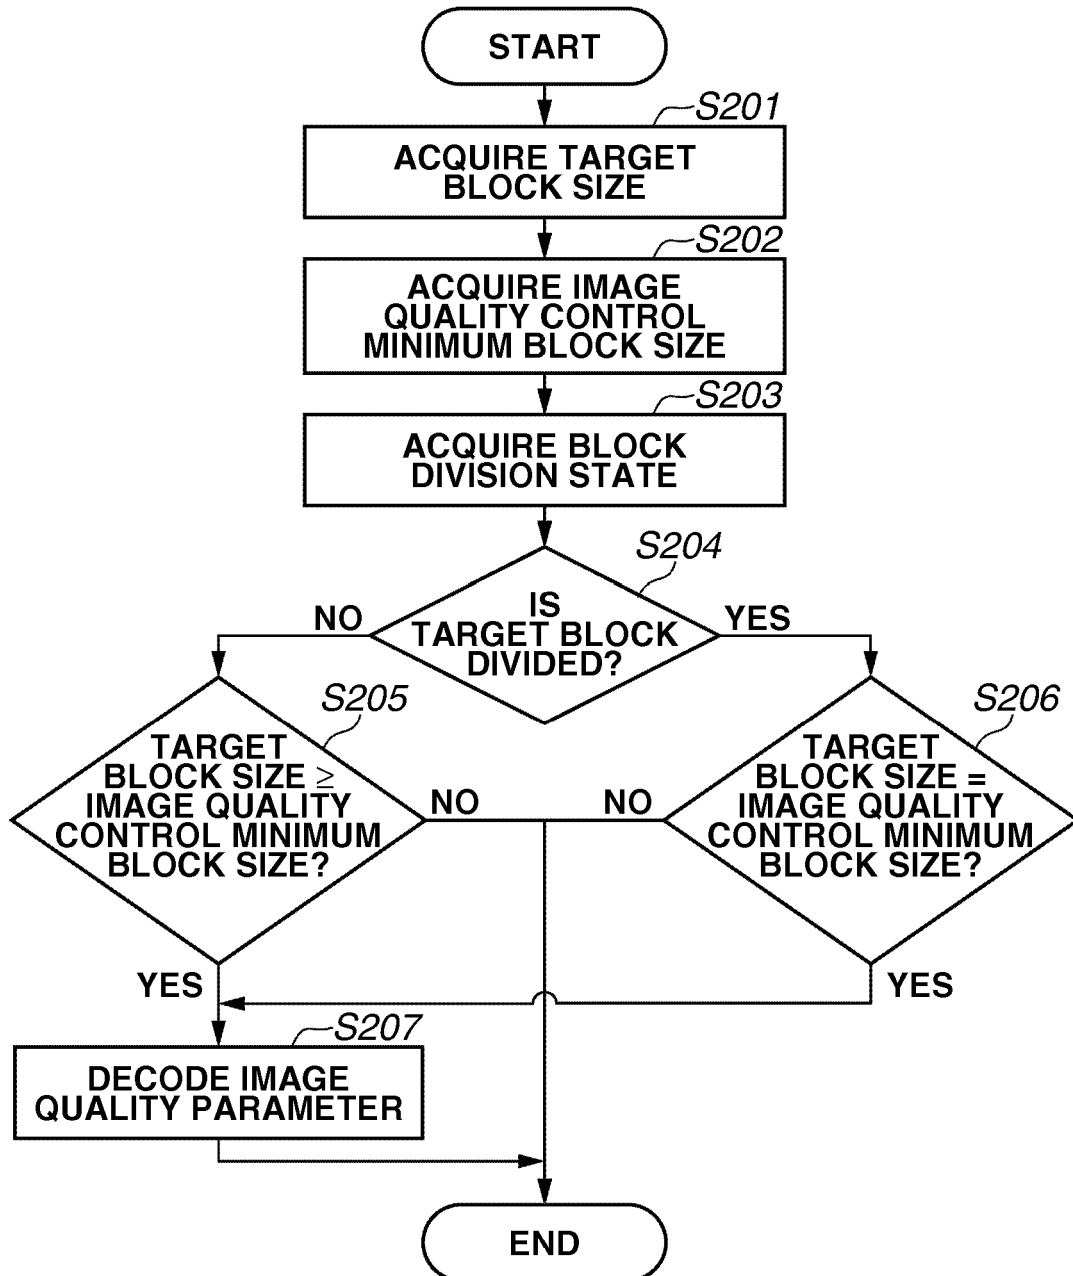 START
S201
ACQUIRE TARGET
BLOCK SIZE
S202
ACQUIRE IMAGE
QUALITY CONTROL
MINIMUM BLOCK SIZE
S203
ACQUIRE BLOCK
DIVISION STATE
S204
IS
TARGET BLOCK
DIVIDED?
NO
YES
S205
TARGET
BLOCK SIZE ≥
IMAGE QUALITY
CONTROL MINIMUM
BLOCK SIZE?
NO
YES
S206
TARGET
BLOCK SIZE =
IMAGE QUALITY
CONTROL MINIMUM
BLOCK SIZE?
NO
YES
S207
DECODE IMAGE
QUALITY PARAMETER
END